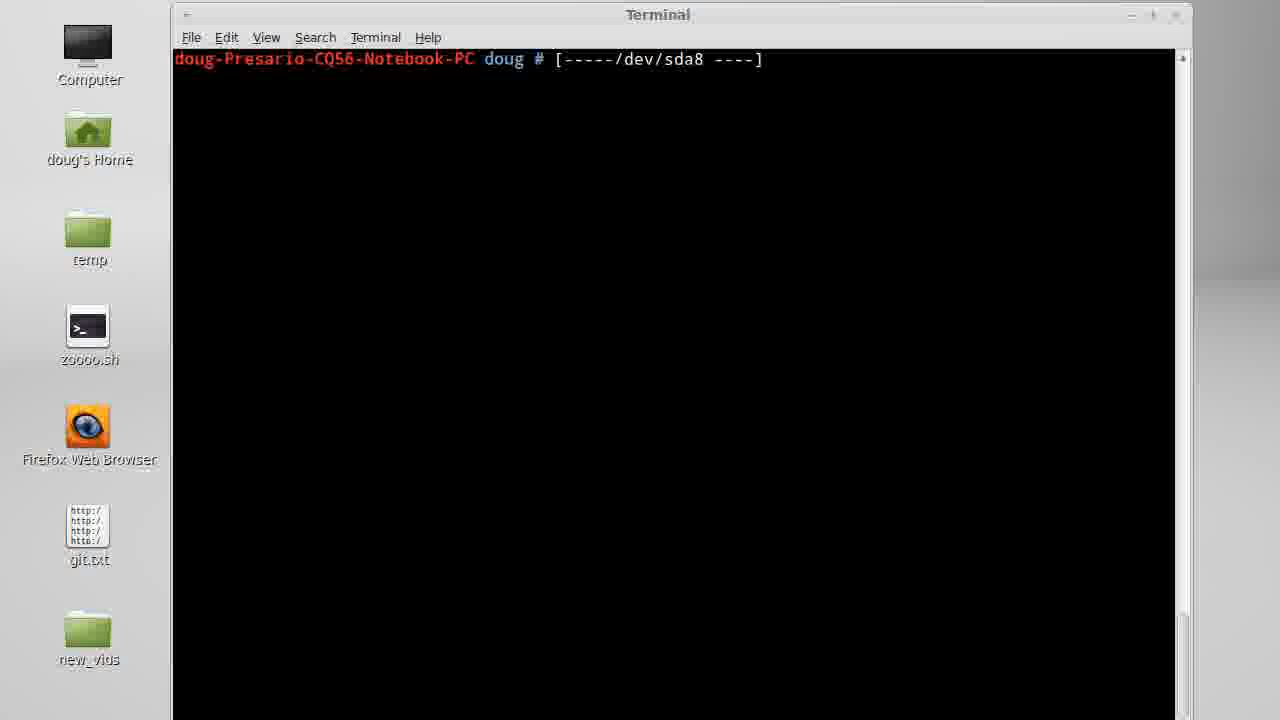 Terminal
File Edit View Search Terminal Help
doug-Presario-CQ56-Notebook-PC doug # [-----/dev/sda8 ----]
Computer
doug's Home
temp
>_
zoooo.sh
Firefox Web Browser
http:/
http:/
http:/
http:/
git.txt
new_vids